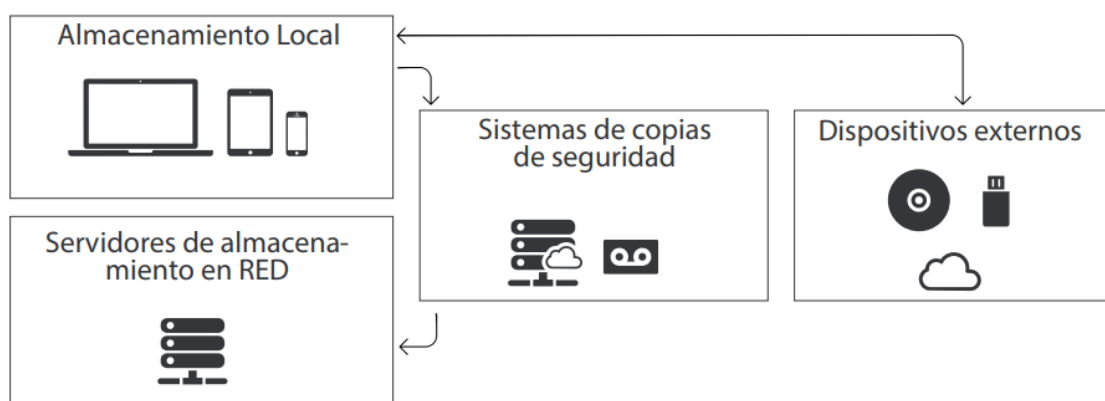 Almacenamiento Local
Sistemas de copias
de seguridad
Dispositivos externos
Servidores de almacena-
miento en RED